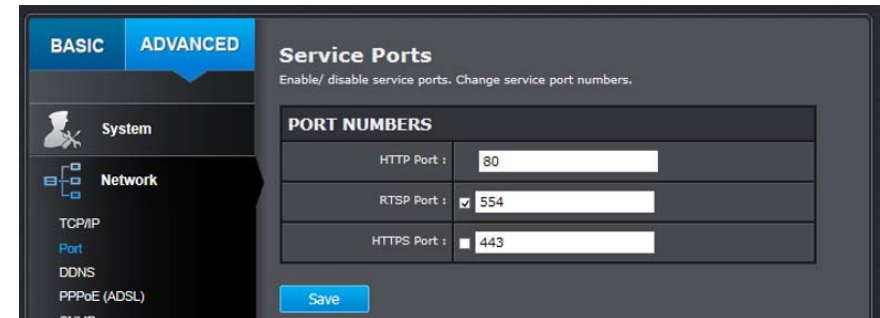 BASIC
ADVANCED
System
Network
TCP/IP
Port
DDNS
PPPoE (ADSL)
Service Ports
Enable/ disable service ports. Change service port numbers.
PORT NUMBERS
HTTP Port : 80
RTSP Port : 554
HTTPS Port : 443
Save